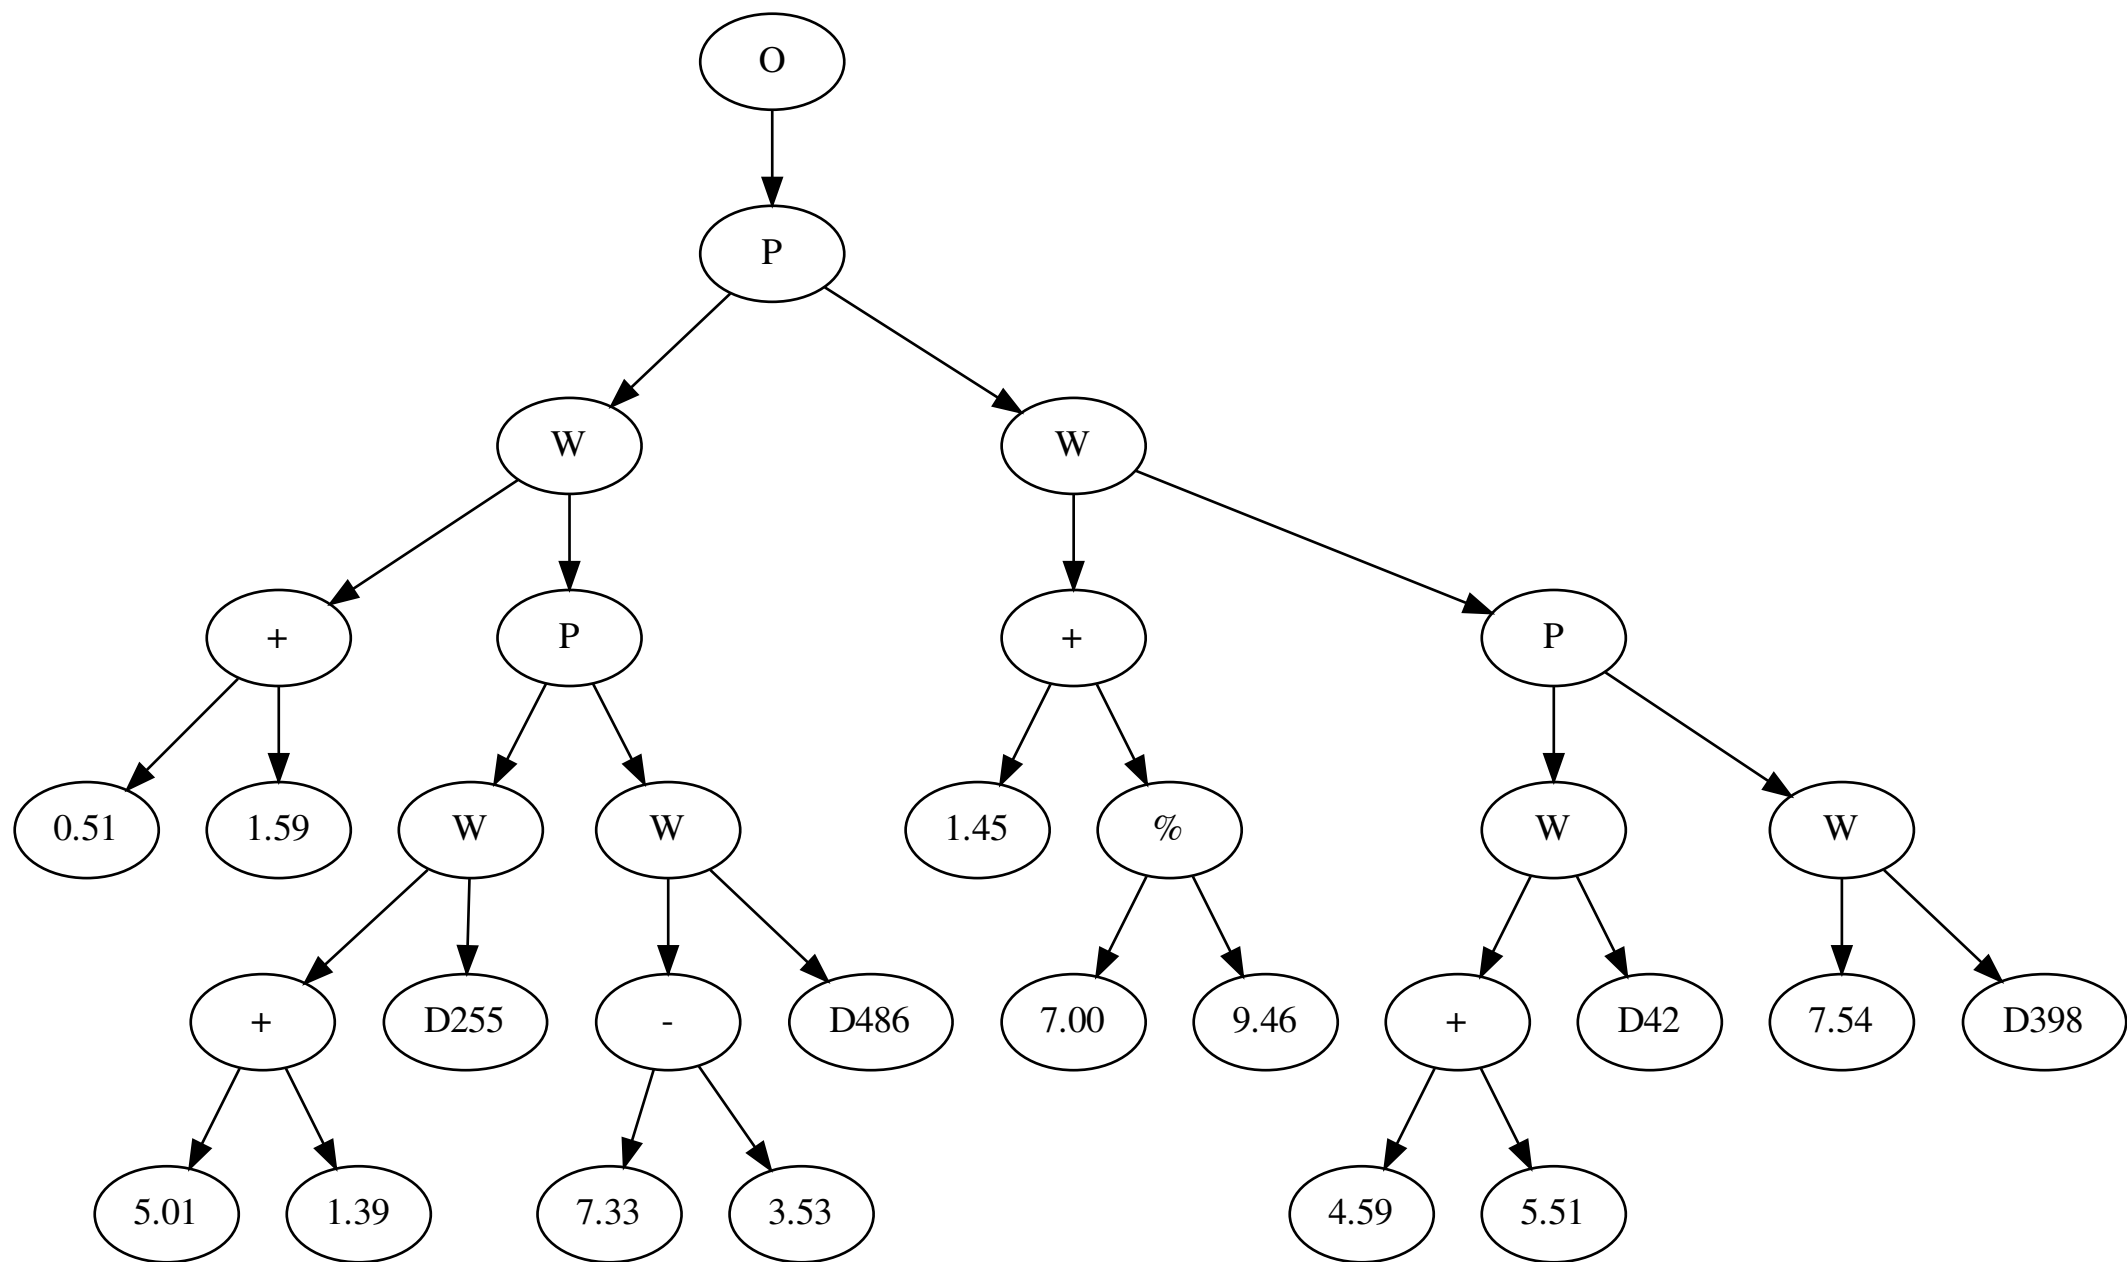 O
P
W W
+ P + P
0.51 1.59 W W 1.45 % W W
+ D255 - D486 7.00 9.46 + D42 7.54 D398
5.01 1.39 7.33 3.53 4.59 5.51